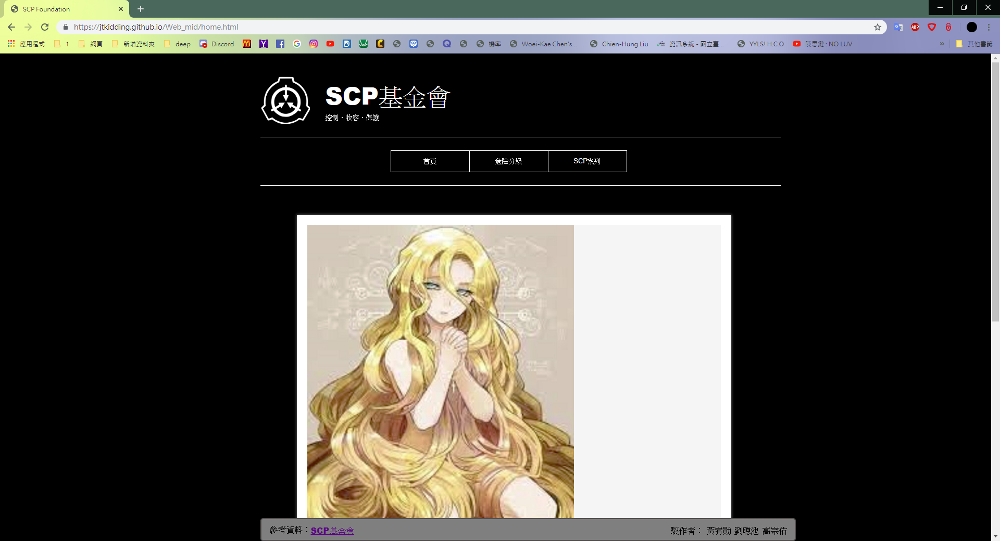 SCP Foundation
https://jtkidding.github.io/Web_mid/home.html
ABP
應用程式 1 網頁 新增資料夾 deep Discord 機率 Woei-Kae Chen's... Chien-Hung Liu 資訊系統 - 國立臺... YYLS! H.C.O 陳思鍵 : NO LUV » 其他書籤
SCP基金會
控制・收容・保護
首頁 危險分級 SCP系列
參考資料：SCP基金會 製作者： 黃宥勛 劉聰池 高宗佑